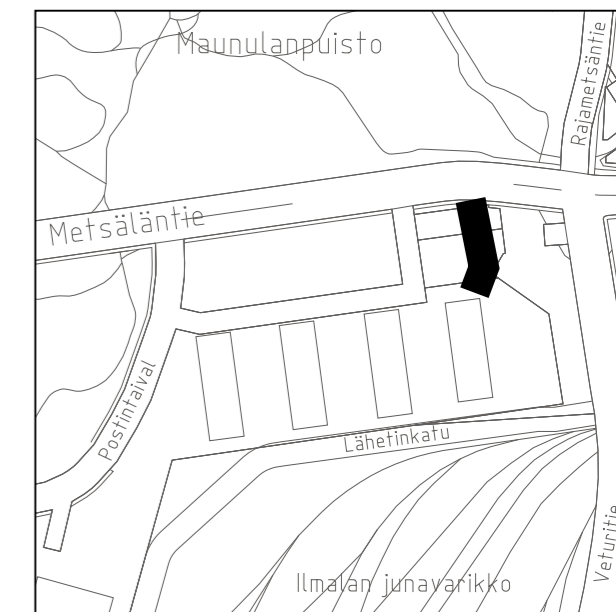 Maunulanpuisto
Rajametsäntie
Metsäläntie
Postintaival
Lähetinkatu
Veturitie
Ilmalan junavarikko